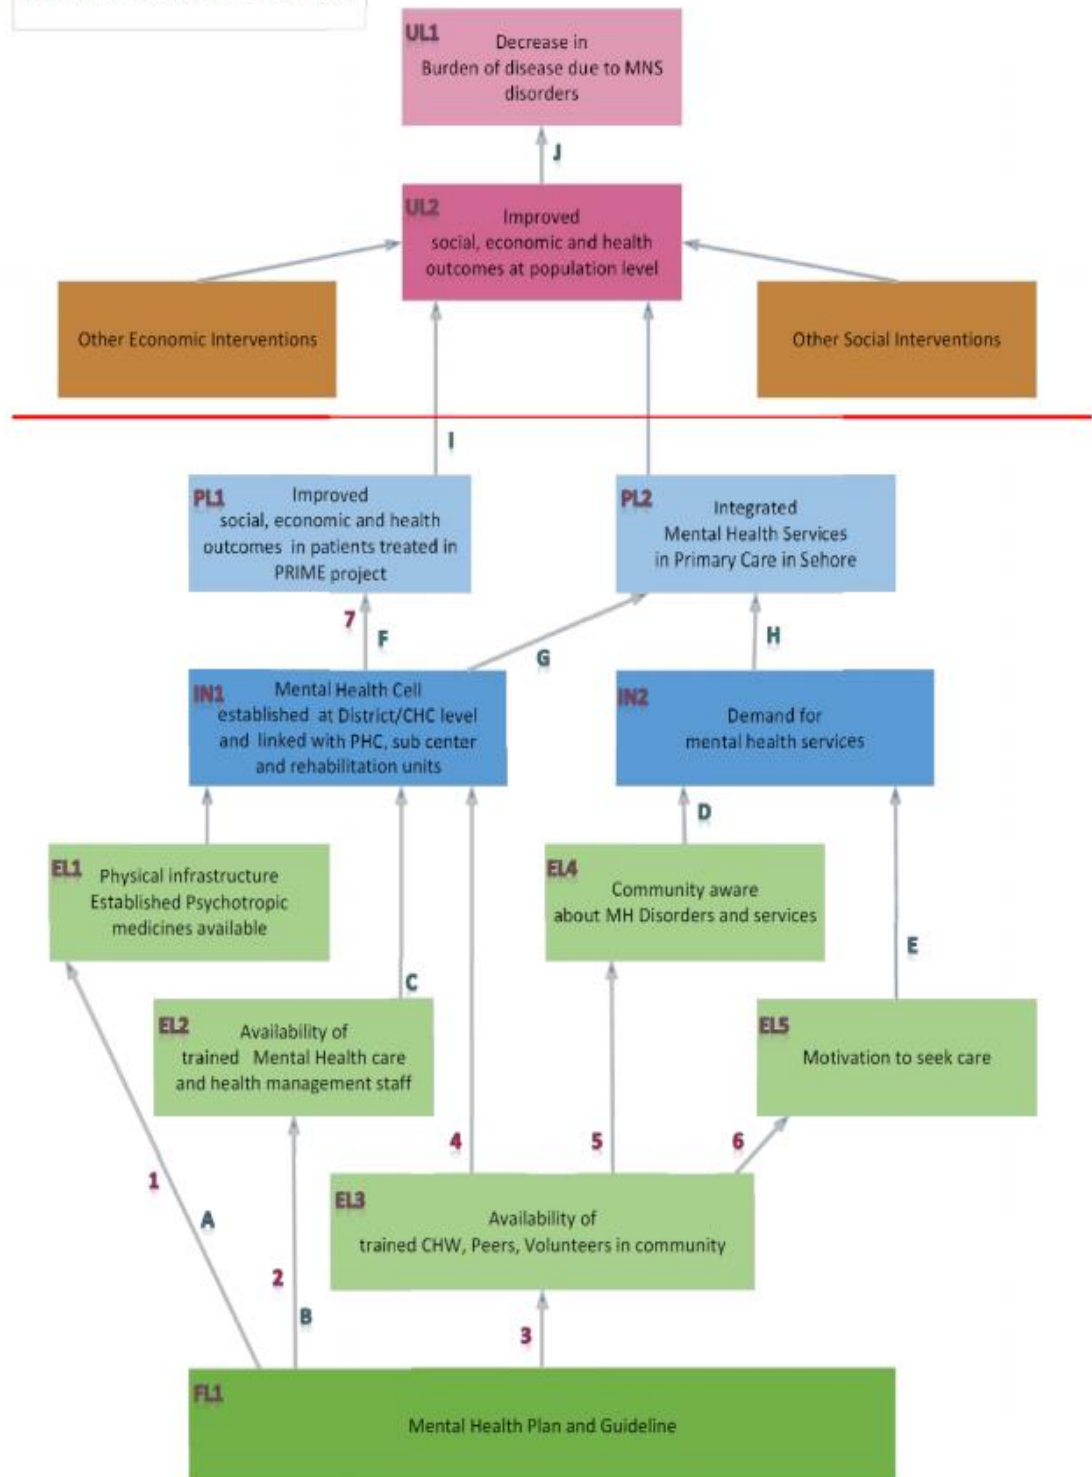 UL1
Decrease in
Burden of disease due to MNS
disorders
J
UL2
Improved
social, economic and health
outcomes at population level
Other Economic Interventions
Other Social Interventions
I
PL1
Improved
social, economic and health
outcomes in patients treated in
PRIME project
PL2
Integrated
Mental Health Services
in Primary Care in Sehore
7
F
G
H
IN1
Mental Health Cell
established at District/CHC level
and linked with PHC, sub center
and rehabilitation units
IN2
Demand for
mental health services
D
EL1
Physical infrastructure
Established Psychotropic
medicines available
EL4
Community aware
about MH Disorders and services
C
E
EL2
Availability of
trained Mental Health care
and health management staff
EL5
Motivation to seek care
4
5
6
1
A
EL3
Availability of
trained CHW, Peers, Volunteers in community
2
B
3
FL1
Mental Health Plan and Guideline